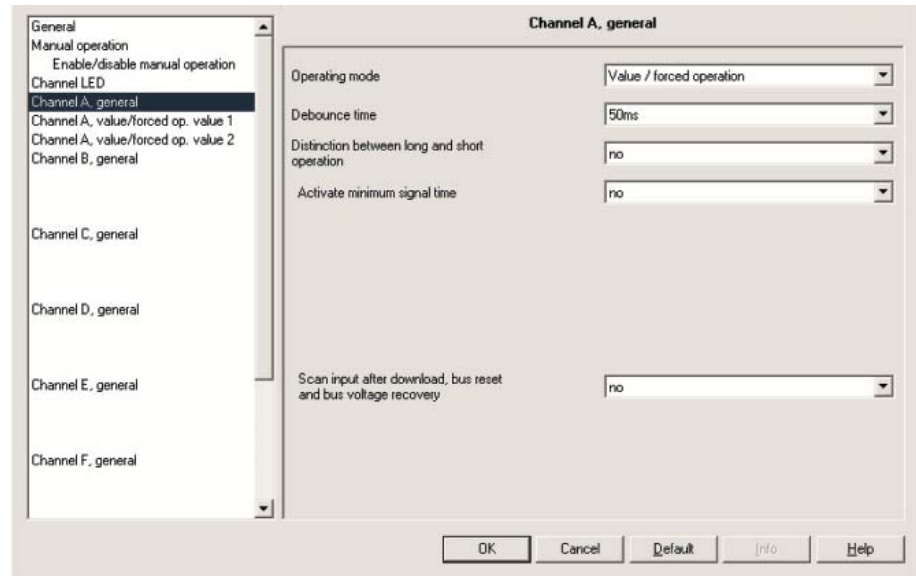 Channel A, general
General
Manual operation
Enable/disable manual operation
Channel LED
Channel A, general
Channel A, value/forced op. value 1
Channel A, value/forced op. value 2
Channel B, general
Channel C, general
Channel D, general
Channel E, general
Channel F, general
Operating mode
Value / forced operation
Debounce time
50ms
Distinction between long and short
operation
no
Activate minimum signal time
no
Scan input after download, bus reset
and bus voltage recovery
no
OK
Cancel
Default
Info
Help